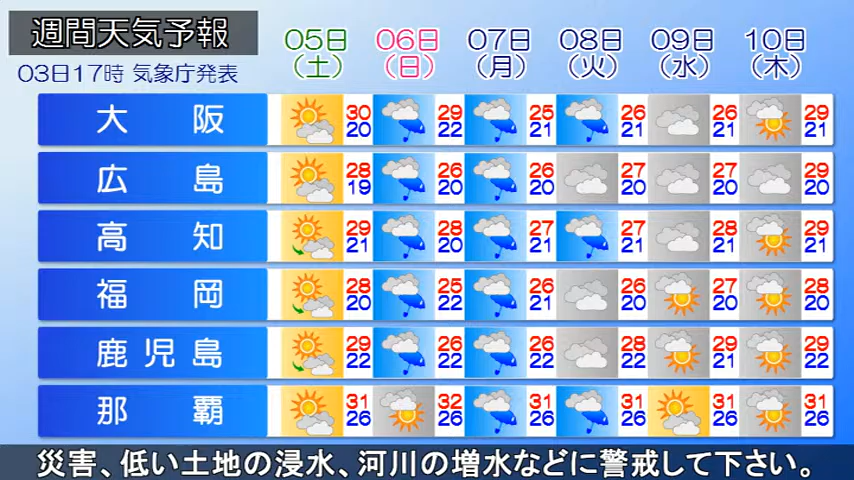 週間天気予報
03日17時 気象庁発表
05日 06日 07日 08日 09日 10日
(土) (日) (月) (火) (水) (木)
大阪 30 20 29 22 25 21 26 21 26 21 29 21
広島 28 19 26 20 26 20 27 20 27 20 29 20
高知 29 21 28 20 27 21 27 21 28 21 29 21
福岡 28 20 25 22 26 21 26 20 27 20 28 20
鹿児島 29 22 26 22 26 22 28 22 29 21 29 22
那覇 31 26 32 26 31 26 31 26 31 26 31 26
災害、低い土地の浸水、河川の増水などに警戒して下さい。